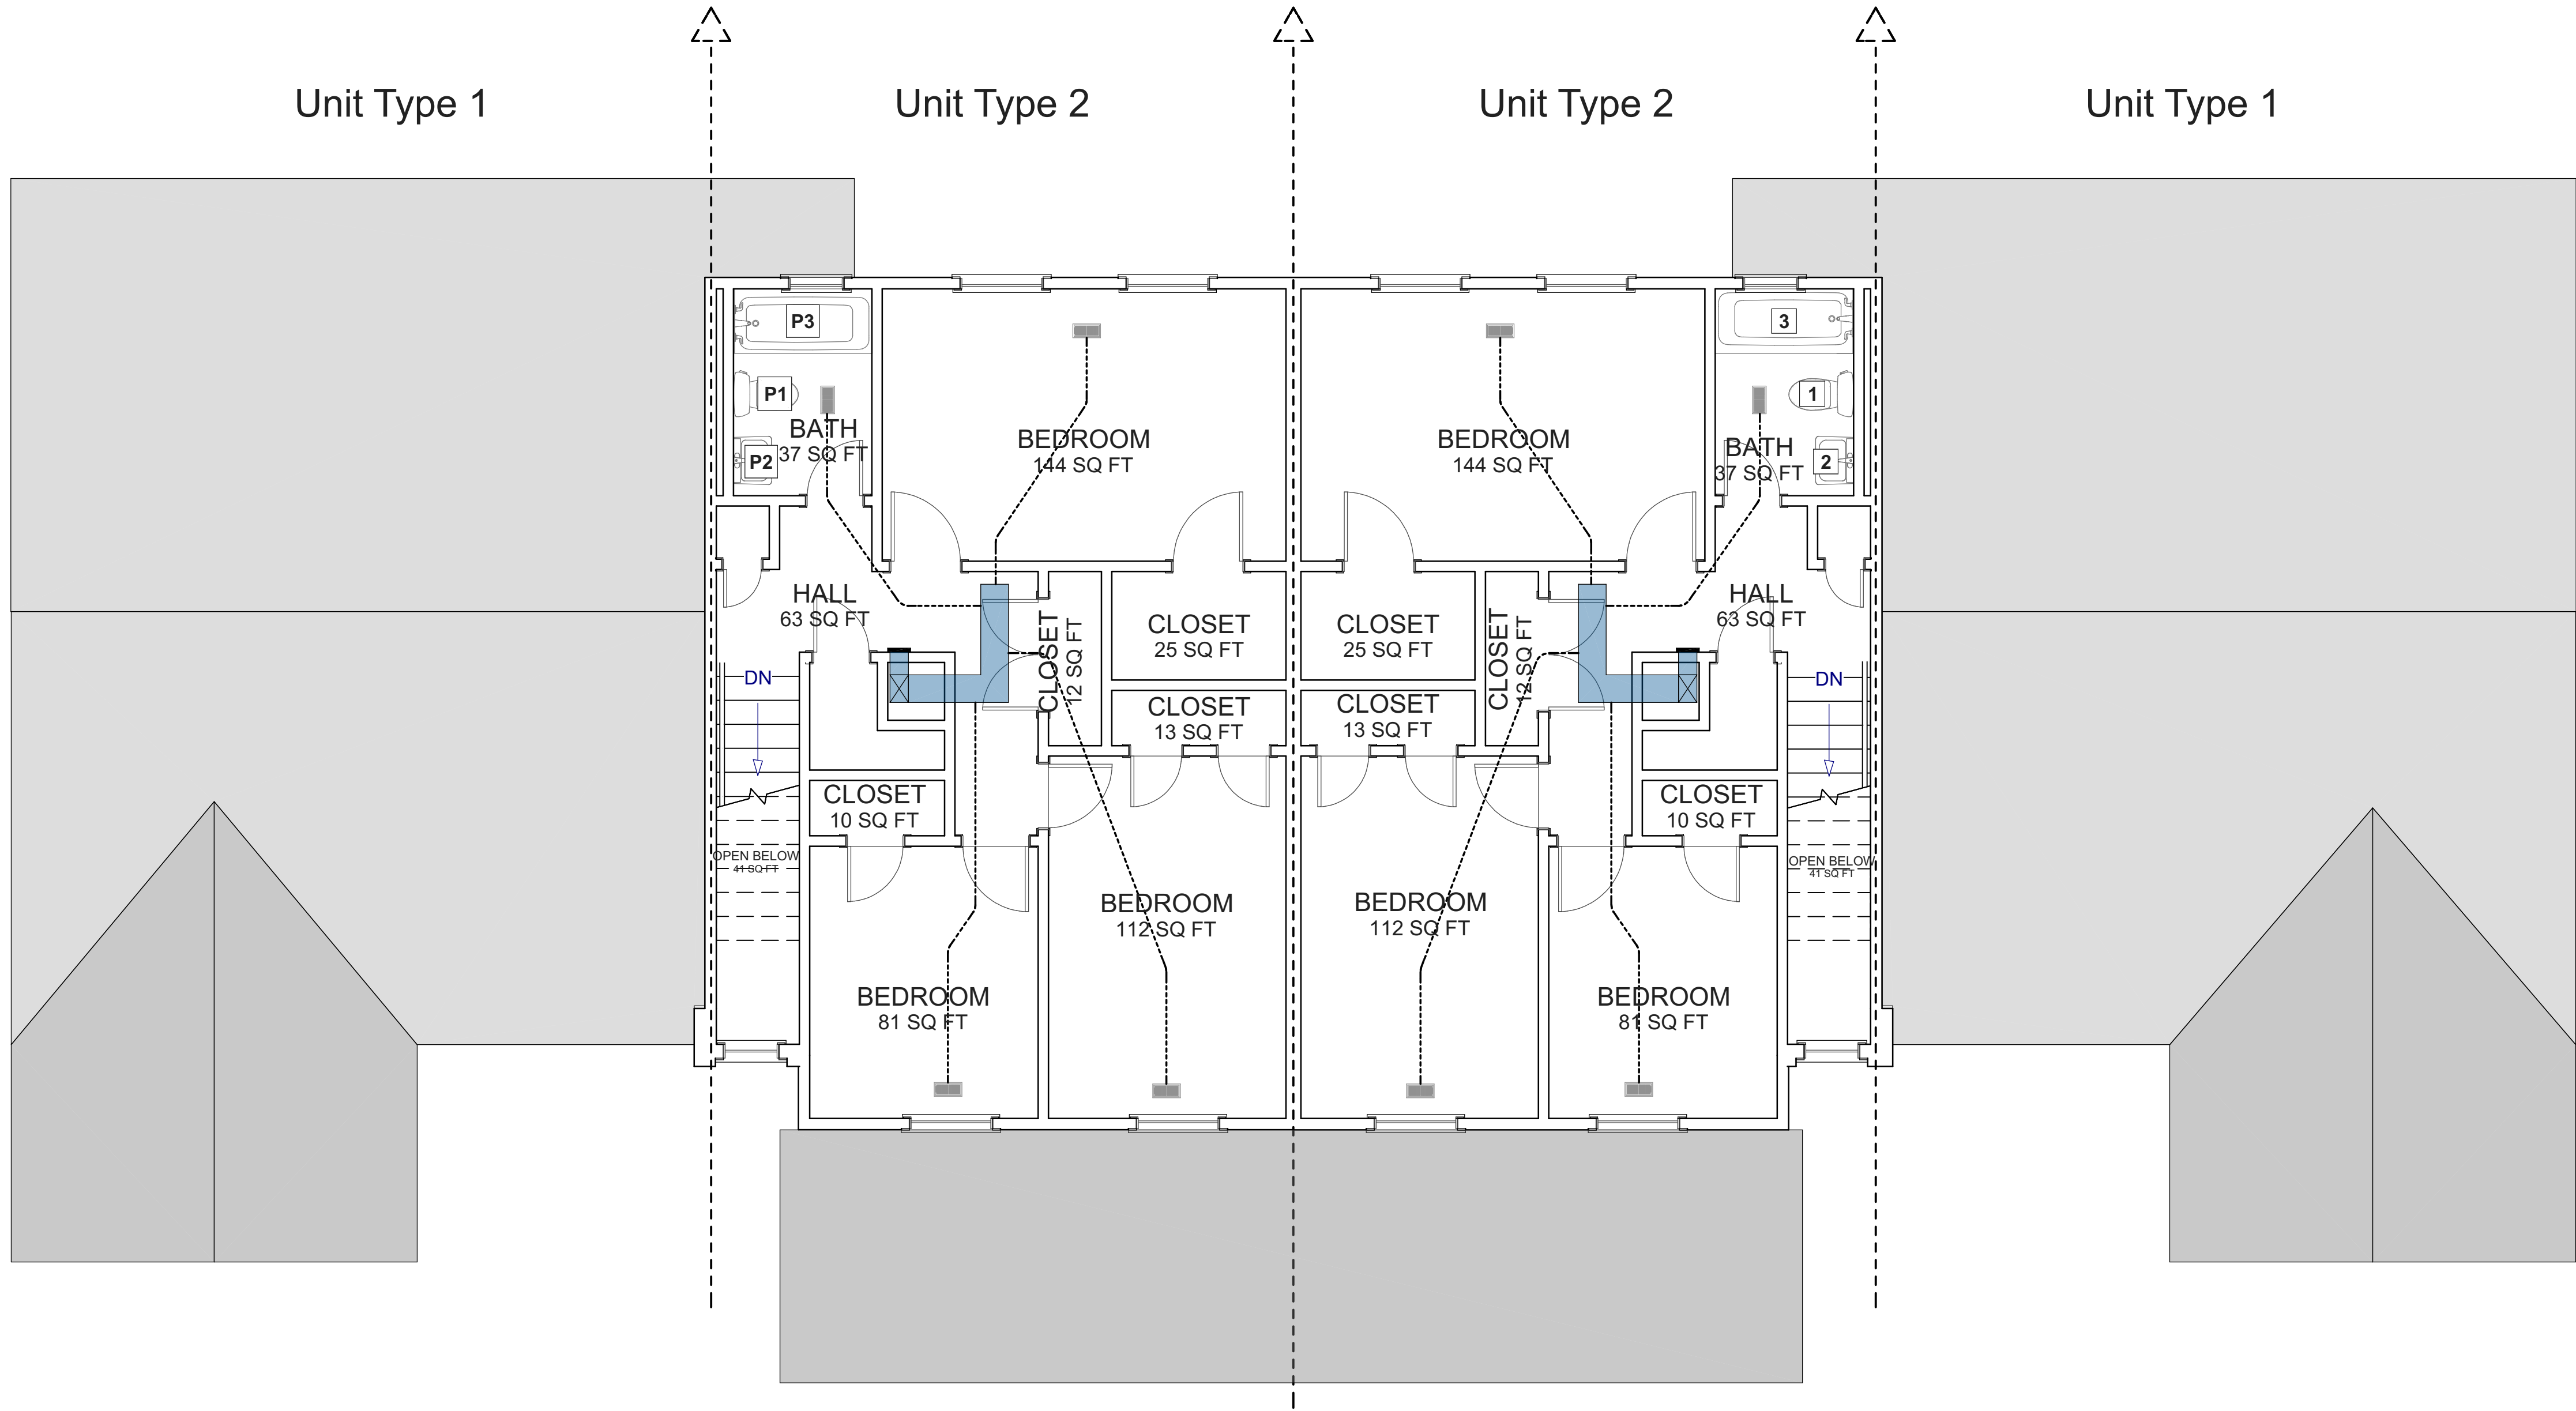 Unit Type 1
Unit Type 2
Unit Type 2
Unit Type 1
P3
3
P1
1
BATH
37 SQ FT
P2
BEDROOM
144 SQ FT
BEDROOM
144 SQ FT
BATH
37 SQ FT
2
HALL
63 SQ FT
CLOSET
12 SQ FT
CLOSET
25 SQ FT
CLOSET
25 SQ FT
CLOSET
12 SQ FT
HALL
63 SQ FT
DN
CLOSET
13 SQ FT
CLOSET
13 SQ FT
DN
CLOSET
10 SQ FT
CLOSET
10 SQ FT
OPEN BELOW
41 SQ FT
OPEN BELOW
41 SQ FT
BEDROOM
112 SQ FT
BEDROOM
112 SQ FT
BEDROOM
81 SQ FT
BEDROOM
81 SQ FT